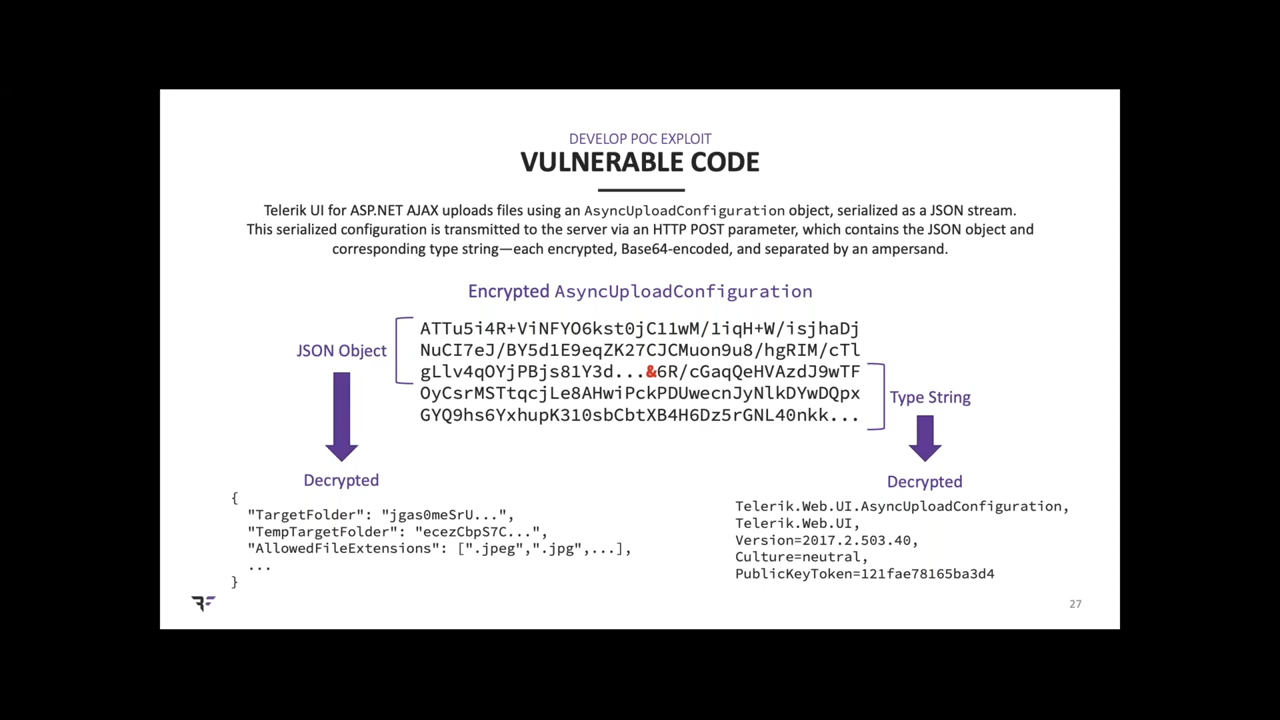 DEVELOP POC EXPLOIT
VULNERABLE CODE
Telerik UI for ASP.NET AJAX uploads files using an AsyncUploadConfiguration object, serialized as a JSON stream.
This serialized configuration is transmitted to the server via an HTTP POST parameter, which contains the JSON object and
corresponding type string—each encrypted, Base64-encoded, and separated by an ampersand.
Encrypted AsyncUploadConfiguration
JSON Object
ATTu5i4R+ViNFYO6kst0jC11wM/1iqH+W/isjhaDj
NuCI7eJ/BY5d1E9eqZK27CJCMuon9u8/hgRIM/cTl
gLlv4qOYjPBjs81Y3d...&6R/cGaqQeHVAzdJ9wTF
OyCsrMSTtqcjLe8AHwiPckPDUwecnJyNlkDYwDQpx
GYQ9hs6YxhupK310sbCbtXB4H6Dz5rGNL40nkk...
Type String
Decrypted
{
"TargetFolder": "jgas0meSrU...",
"TempTargetFolder": "ecezCbpS7C...",
"AllowedFileExtensions": [".jpeg",".jpg",...],
...
}
Decrypted
Telerik.Web.UI.AsyncUploadConfiguration,
Telerik.Web.UI,
Version=2017.2.503.40,
Culture=neutral,
PublicKeyToken=121fae78165ba3d4
27